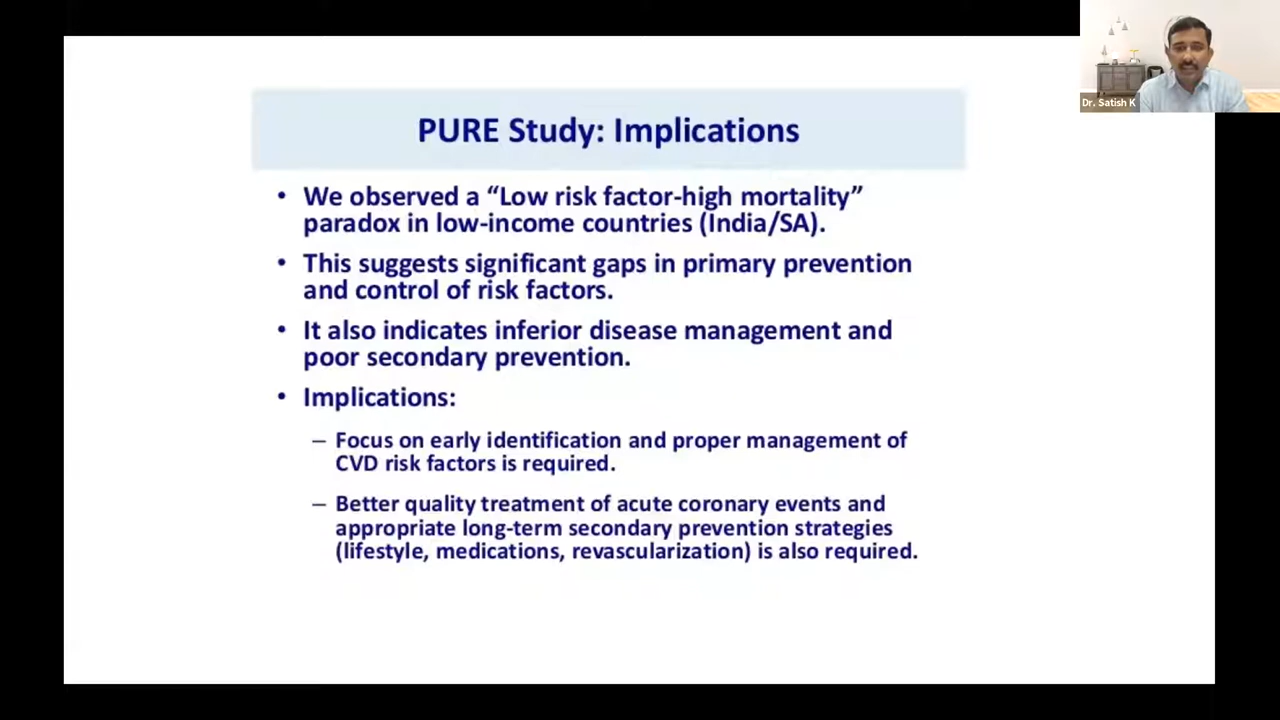 PURE Study: Implications
• We observed a “Low risk factor-high mortality”
paradox in low-income countries (India/SA).
• This suggests significant gaps in primary prevention
and control of risk factors.
• It also indicates inferior disease management and
poor secondary prevention.
• Implications:
– Focus on early identification and proper management of
CVD risk factors is required.
– Better quality treatment of acute coronary events and
appropriate long-term secondary prevention strategies
(lifestyle, medications, revascularization) is also required.
Dr. Satish K